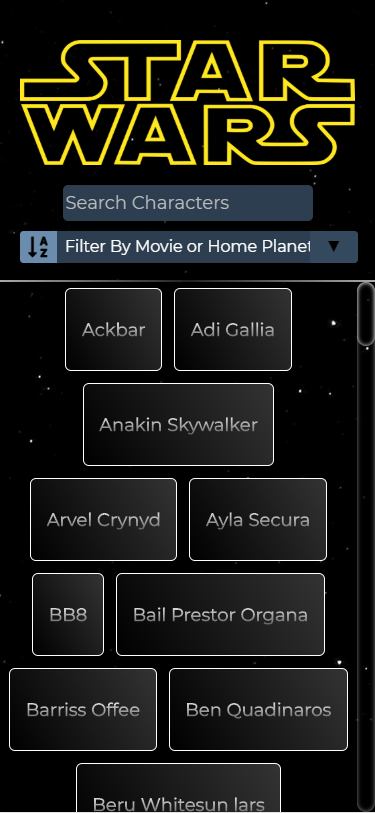 STAR
WARS
Search Characters
Filter By Movie or Home Planet
Ackbar
Adi Gallia
Anakin Skywalker
Arvel Crynyd
Ayla Secura
BB8
Bail Prestor Organa
Barriss Offee
Ben Quadinaros
Beru Whitesun lars